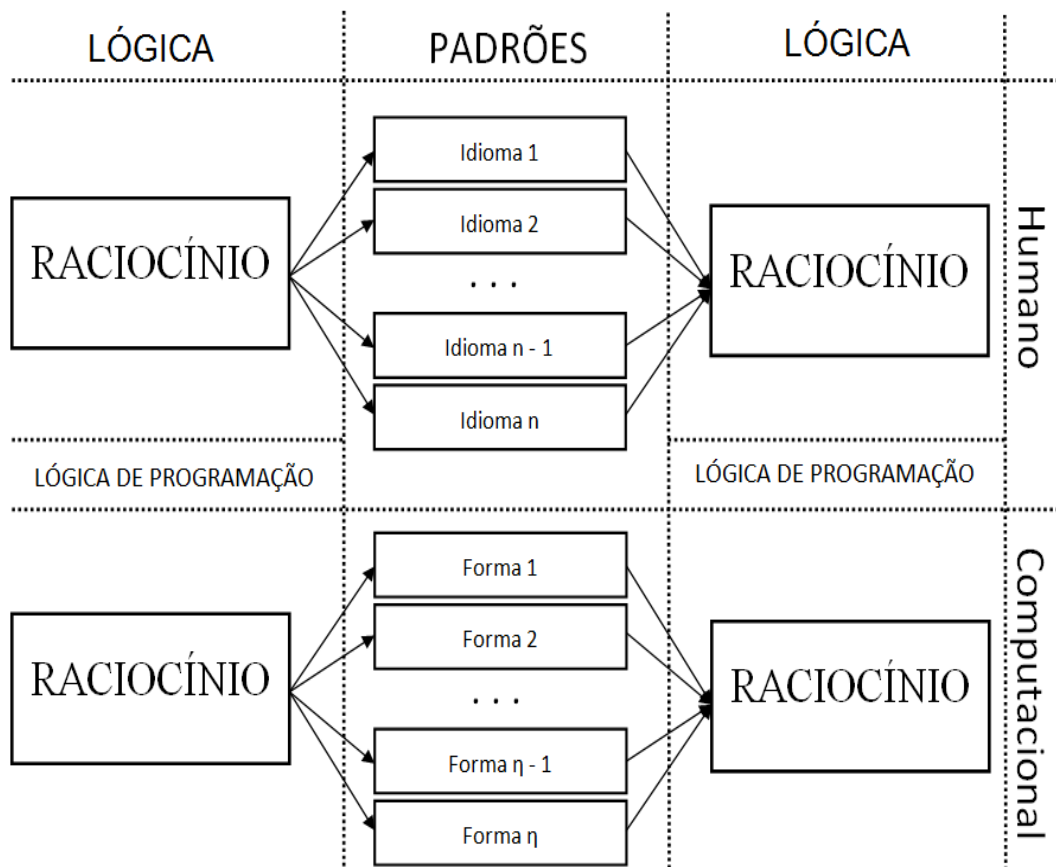 LÓGICA
PADRÕES
LÓGICA
RACIOCÍNIO
Idioma 1
Idioma 2
. . .
Idioma n - 1
Idioma n
RACIOCÍNIO
Humano
LÓGICA DE PROGRAMAÇÃO
LÓGICA DE PROGRAMAÇÃO
RACIOCÍNIO
Forma 1
Forma 2
. . .
Forma η - 1
Forma η
RACIOCÍNIO
Computacional